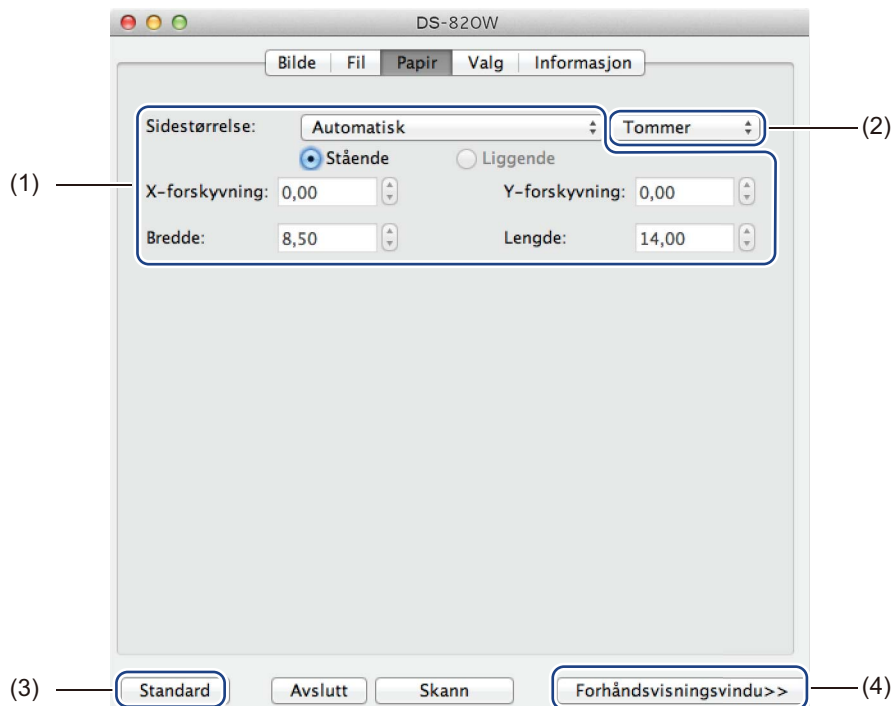 DS-820W
Bilde Fil Papir Valg Informasjon
Sidestørrelse: Automatisk Tommer (2)
Stående Liggende
(1) X-forskyvning: 0,00 Y-forskyvning: 0,00
Bredde: 8,50 Lengde: 14,00
(3) Standard Avslutt Skann Forhåndsvisningsvindu>> (4)